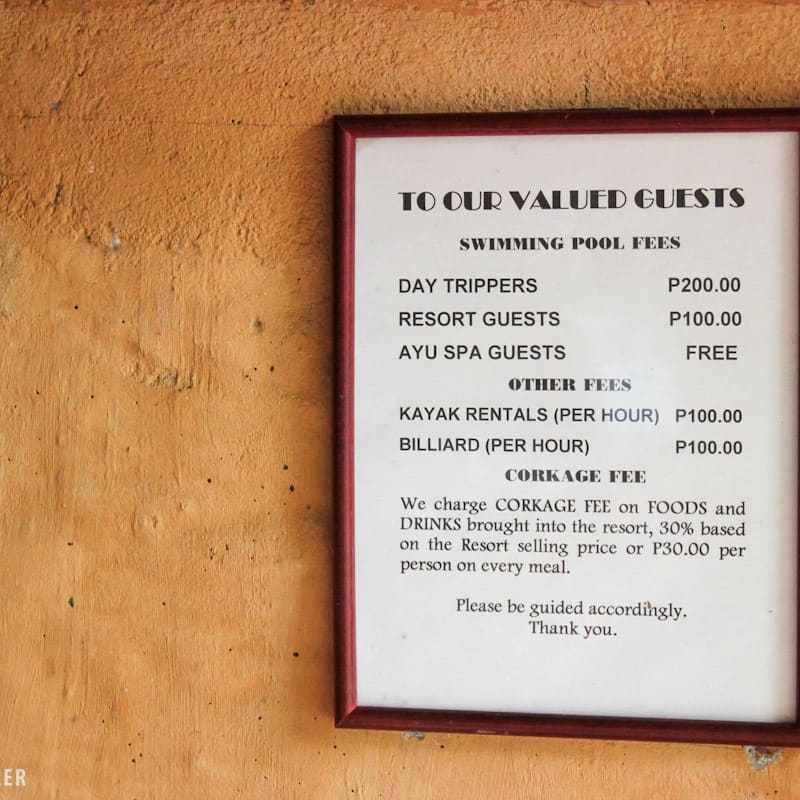 TO OUR VALUED GUESTS
SWIMMING POOL FEES
DAY TRIPPERS P200.00
RESORT GUESTS P100.00
AYU SPA GUESTS FREE
OTHER FEES
KAYAK RENTALS (PER HOUR) P100.00
BILLIARD (PER HOUR) P100.00
CORKAGE FEE
We charge CORKAGE FEE on FOODS and
DRINKS brought into the resort, 30% based
on the Resort selling price or P30.00 per
person on every meal.
Please be guided accordingly.
Thank you.